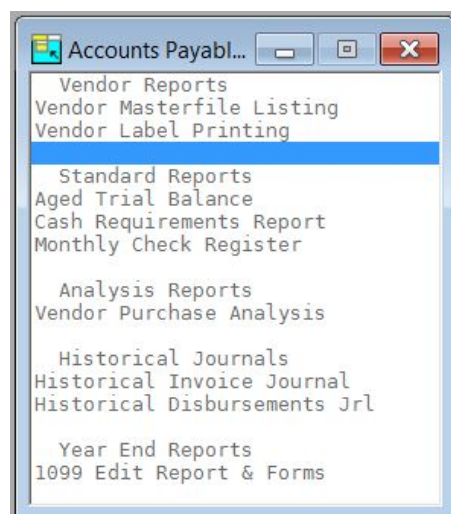 Accounts Payabl...
Vendor Reports
Vendor Masterfile Listing
Vendor Label Printing
Standard Reports
Aged Trial Balance
Cash Requirements Report
Monthly Check Register
Analysis Reports
Vendor Purchase Analysis
Historical Journals
Historical Invoice Journal
Historical Disbursements Jrl
Year End Reports
1099 Edit Report & Forms